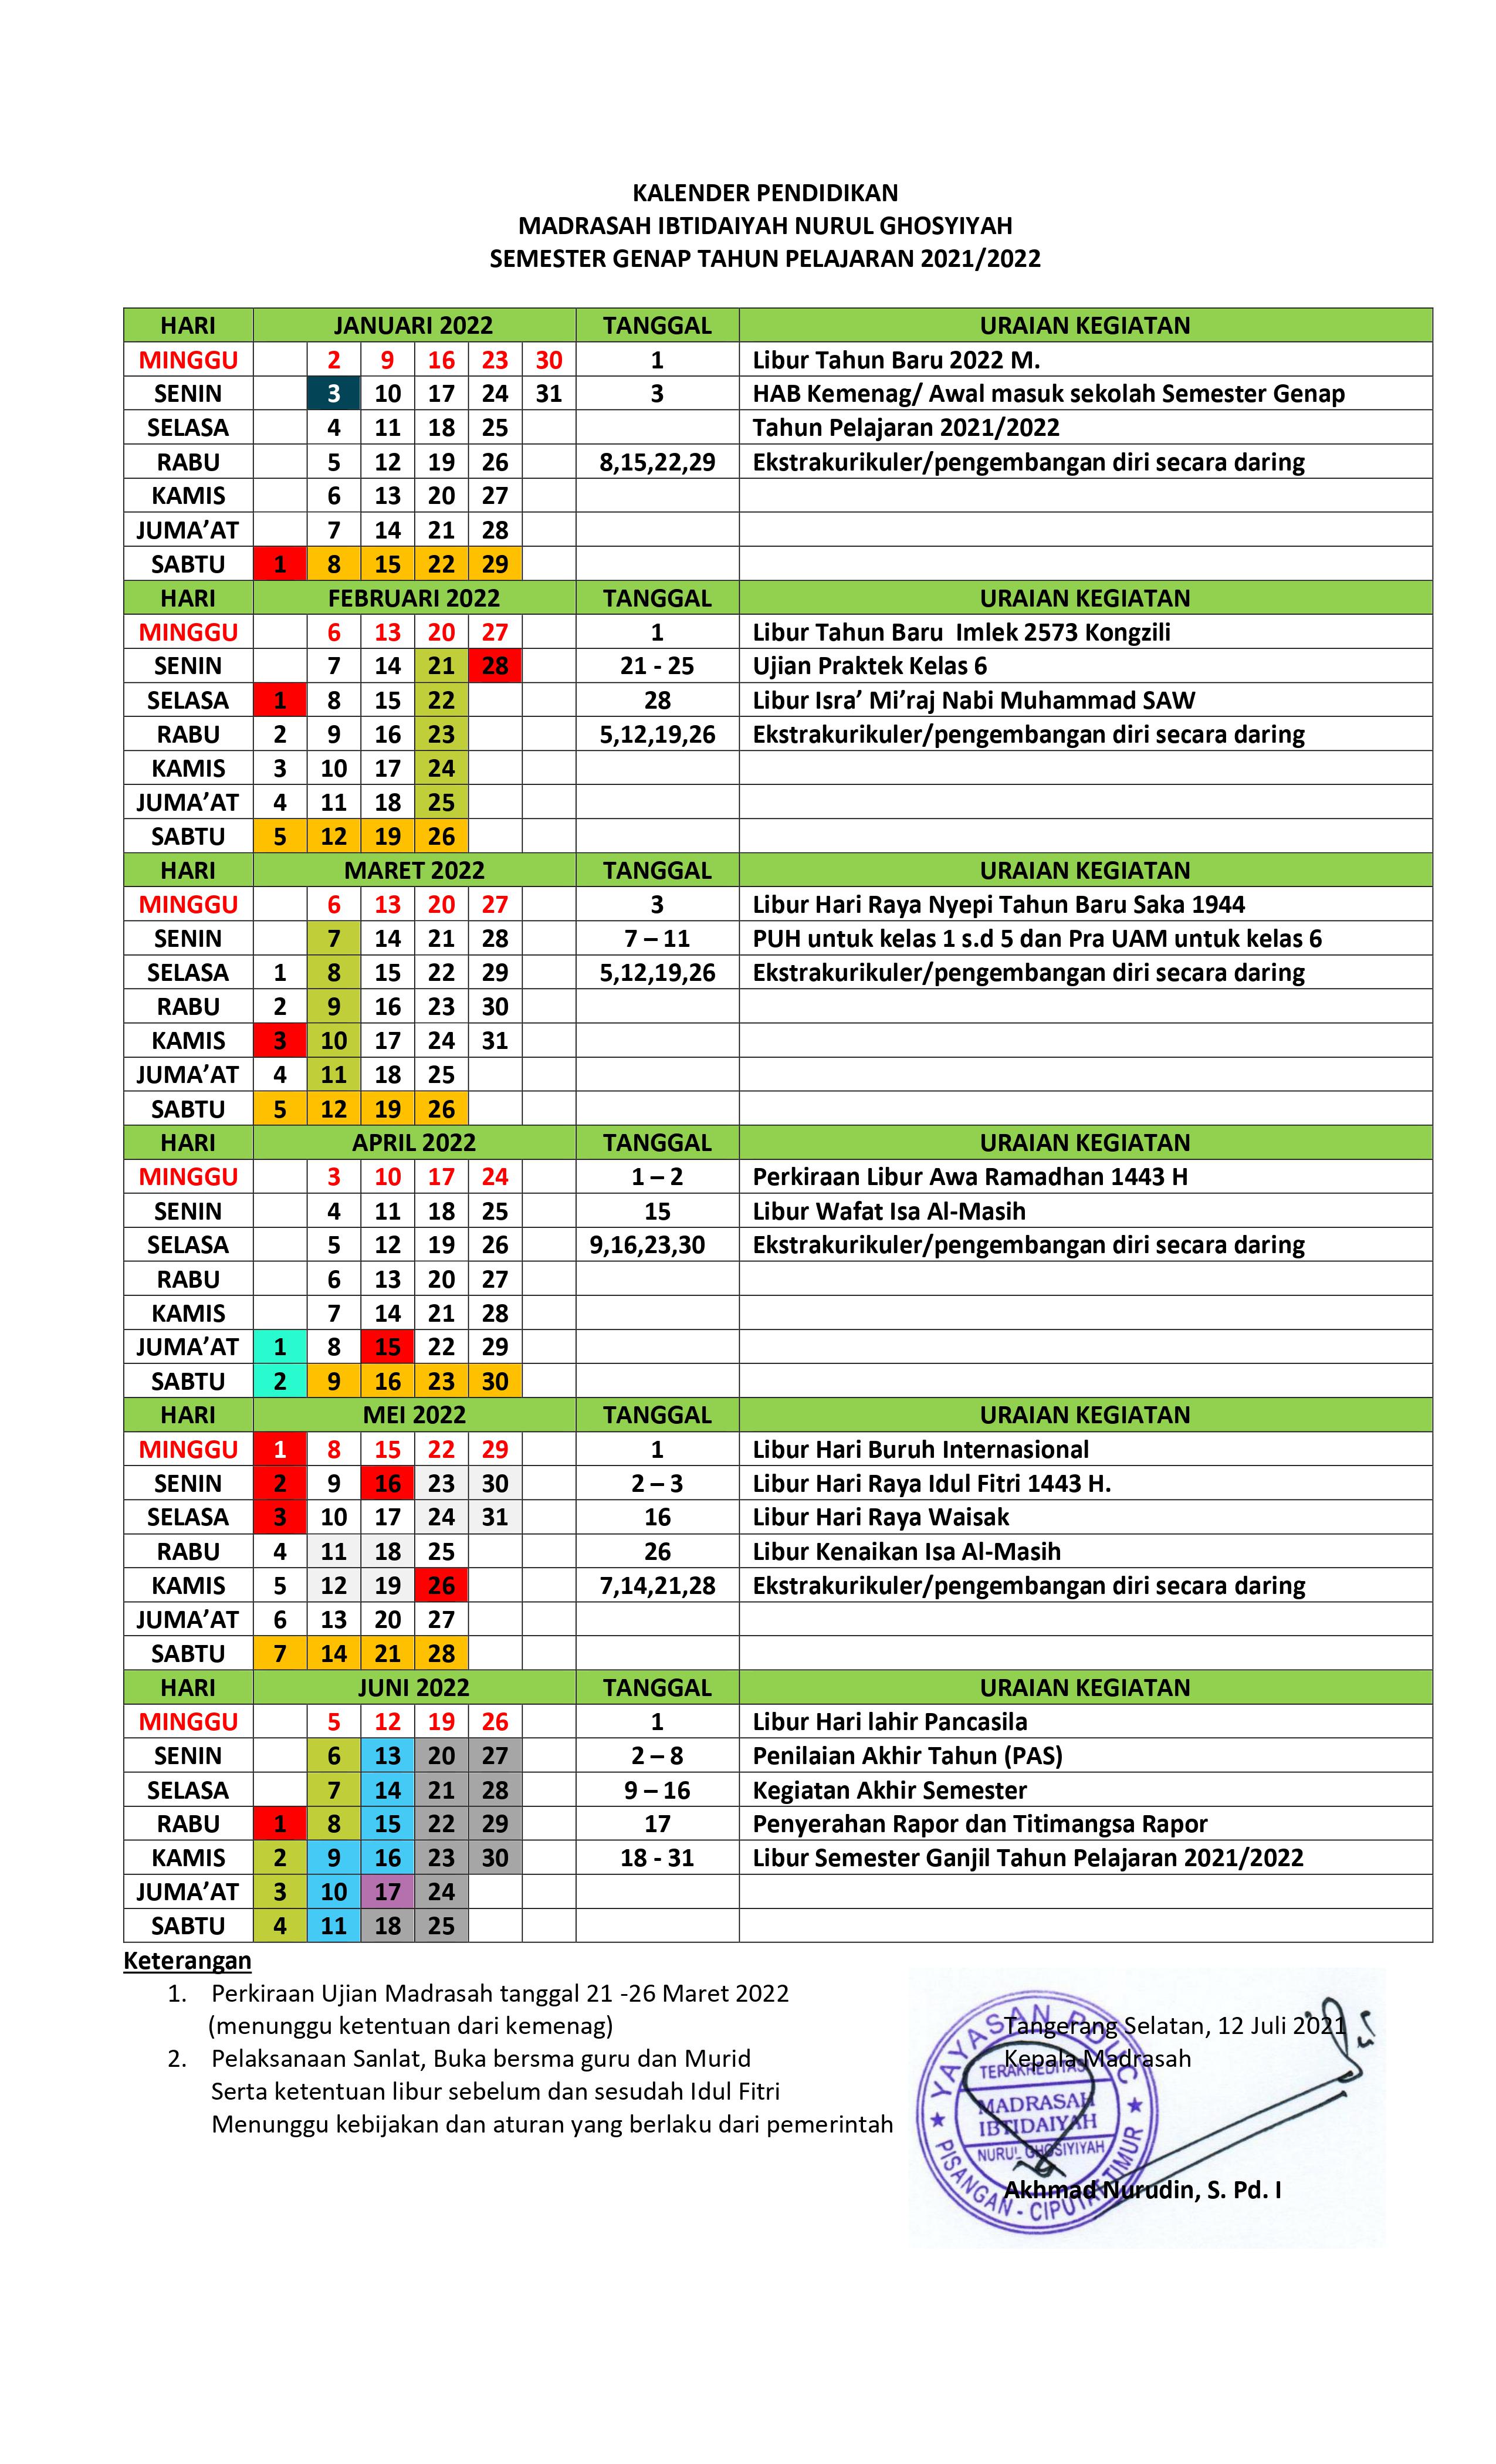 KALENDER PENDIDIKAN
MADRASAH IBTIDAIYAH NURUL GHOSYIYAH
SEMESTER GENAP TAHUN PELAJARAN 2021/2022
HARI JANUARI 2022 TANGGAL URAIAN KEGIATAN
MINGGU 2 9 16 23 30 1 Libur Tahun Baru 2022 M.
SENIN 3 10 17 24 31 3 HAB Kemenag/ Awal masuk sekolah Semester Genap
SELASA 4 11 18 25 Tahun Pelajaran 2021/2022
RABU 5 12 19 26 8,15,22,29 Ekstrakurikuler/pengembangan diri secara daring
KAMIS 6 13 20 27
JUMA’AT 7 14 21 28
SABTU 1 8 15 22 29
HARI FEBRUARI 2022 TANGGAL URAIAN KEGIATAN
MINGGU 6 13 20 27 1 Libur Tahun Baru Imlek 2573 Kongzili
SENIN 7 14 21 28 21 - 25 Ujian Praktek Kelas 6
SELASA 1 8 15 22 28 Libur Isra’ Mi’raj Nabi Muhammad SAW
RABU 2 9 16 23 5,12,19,26 Ekstrakurikuler/pengembangan diri secara daring
KAMIS 3 10 17 24
JUMA’AT 4 11 18 25
SABTU 5 12 19 26
HARI MARET 2022 TANGGAL URAIAN KEGIATAN
MINGGU 6 13 20 27 3 Libur Hari Raya Nyepi Tahun Baru Saka 1944
SENIN 7 14 21 28 7 – 11 PUH untuk kelas 1 s.d 5 dan Pra UAM untuk kelas 6
SELASA 1 8 15 22 29 5,12,19,26 Ekstrakurikuler/pengembangan diri secara daring
RABU 2 9 16 23 30
KAMIS 3 10 17 24 31
JUMA’AT 4 11 18 25
SABTU 5 12 19 26
HARI APRIL 2022 TANGGAL URAIAN KEGIATAN
MINGGU 3 10 17 24 1 – 2 Perkiraan Libur Awa Ramadhan 1443 H
SENIN 4 11 18 25 15 Libur Wafat Isa Al-Masih
SELASA 5 12 19 26 9,16,23,30 Ekstrakurikuler/pengembangan diri secara daring
RABU 6 13 20 27
KAMIS 7 14 21 28
JUMA’AT 1 8 15 22 29
SABTU 2 9 16 23 30
HARI MEI 2022 TANGGAL URAIAN KEGIATAN
MINGGU 1 8 15 22 29 1 Libur Hari Buruh Internasional
SENIN 2 9 16 23 30 2 – 3 Libur Hari Raya Idul Fitri 1443 H.
SELASA 3 10 17 24 31 16 Libur Hari Raya Waisak
RABU 4 11 18 25 26 Libur Kenaikan Isa Al-Masih
KAMIS 5 12 19 26 7,14,21,28 Ekstrakurikuler/pengembangan diri secara daring
JUMA’AT 6 13 20 27
SABTU 7 14 21 28
HARI JUNI 2022 TANGGAL URAIAN KEGIATAN
MINGGU 5 12 19 26 1 Libur Hari lahir Pancasila
SENIN 6 13 20 27 2 – 8 Penilaian Akhir Tahun (PAS)
SELASA 7 14 21 28 9 – 16 Kegiatan Akhir Semester
RABU 1 8 15 22 29 17 Penyerahan Rapor dan Titimangsa Rapor
KAMIS 2 9 16 23 30 18 - 31 Libur Semester Ganjil Tahun Pelajaran 2021/2022
JUMA’AT 3 10 17 24
SABTU 4 11 18 25
Keterangan
1. Perkiraan Ujian Madrasah tanggal 21 -26 Maret 2022
(menunggu ketentuan dari kemenag)
2. Pelaksanaan Sanlat, Buka bersma guru dan Murid
Serta ketentuan libur sebelum dan sesudah Idul Fitri
Menunggu kebijakan dan aturan yang berlaku dari pemerintah
Tangerang Selatan, 12 Juli 2021
Kepala Madrasah
YAYASAN PDUC
TERAKREDITASI
MADRASAH
IBTIDAIYAH
NURUL GHOSIYIYAH
PISANGAN - CIPUTAT TIMUR
Akhmad Nurudin, S. Pd. I